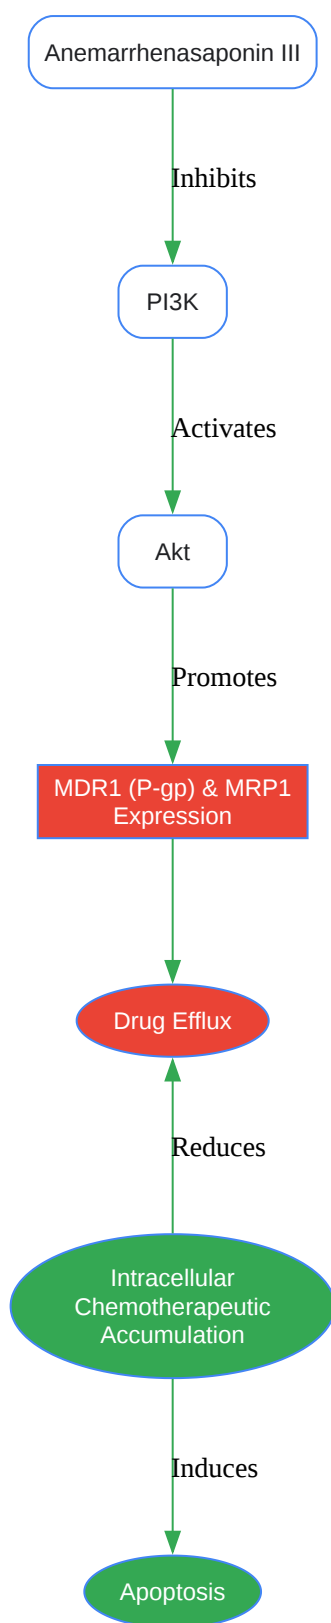 Anemarrhenasaponin III
Inhibits
PI3K
Activates
Akt
Promotes
MDR1 (P-gp) & MRP1
Expression
Drug Efflux
Reduces
Intracellular
Chemotherapeutic
Accumulation
Induces
Apoptosis